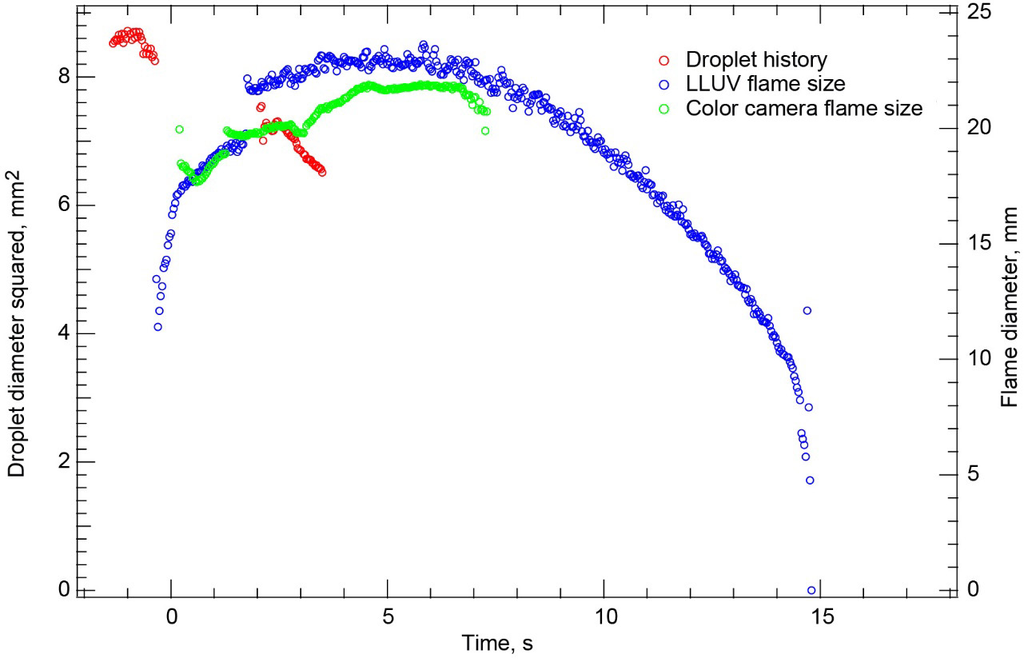 Droplet history
LLUV flame size
Color camera flame size
Droplet diameter squared, mm2
8
6
4
2
0
25
20
15
10
5
0
Flame diameter, mm
0
5
10
15
Time, s